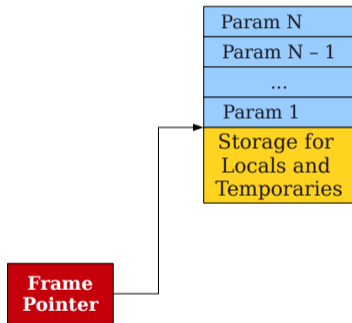 Param N
Param N – 1
...
Param 1
Storage for
Locals and
Temporaries
Frame
Pointer